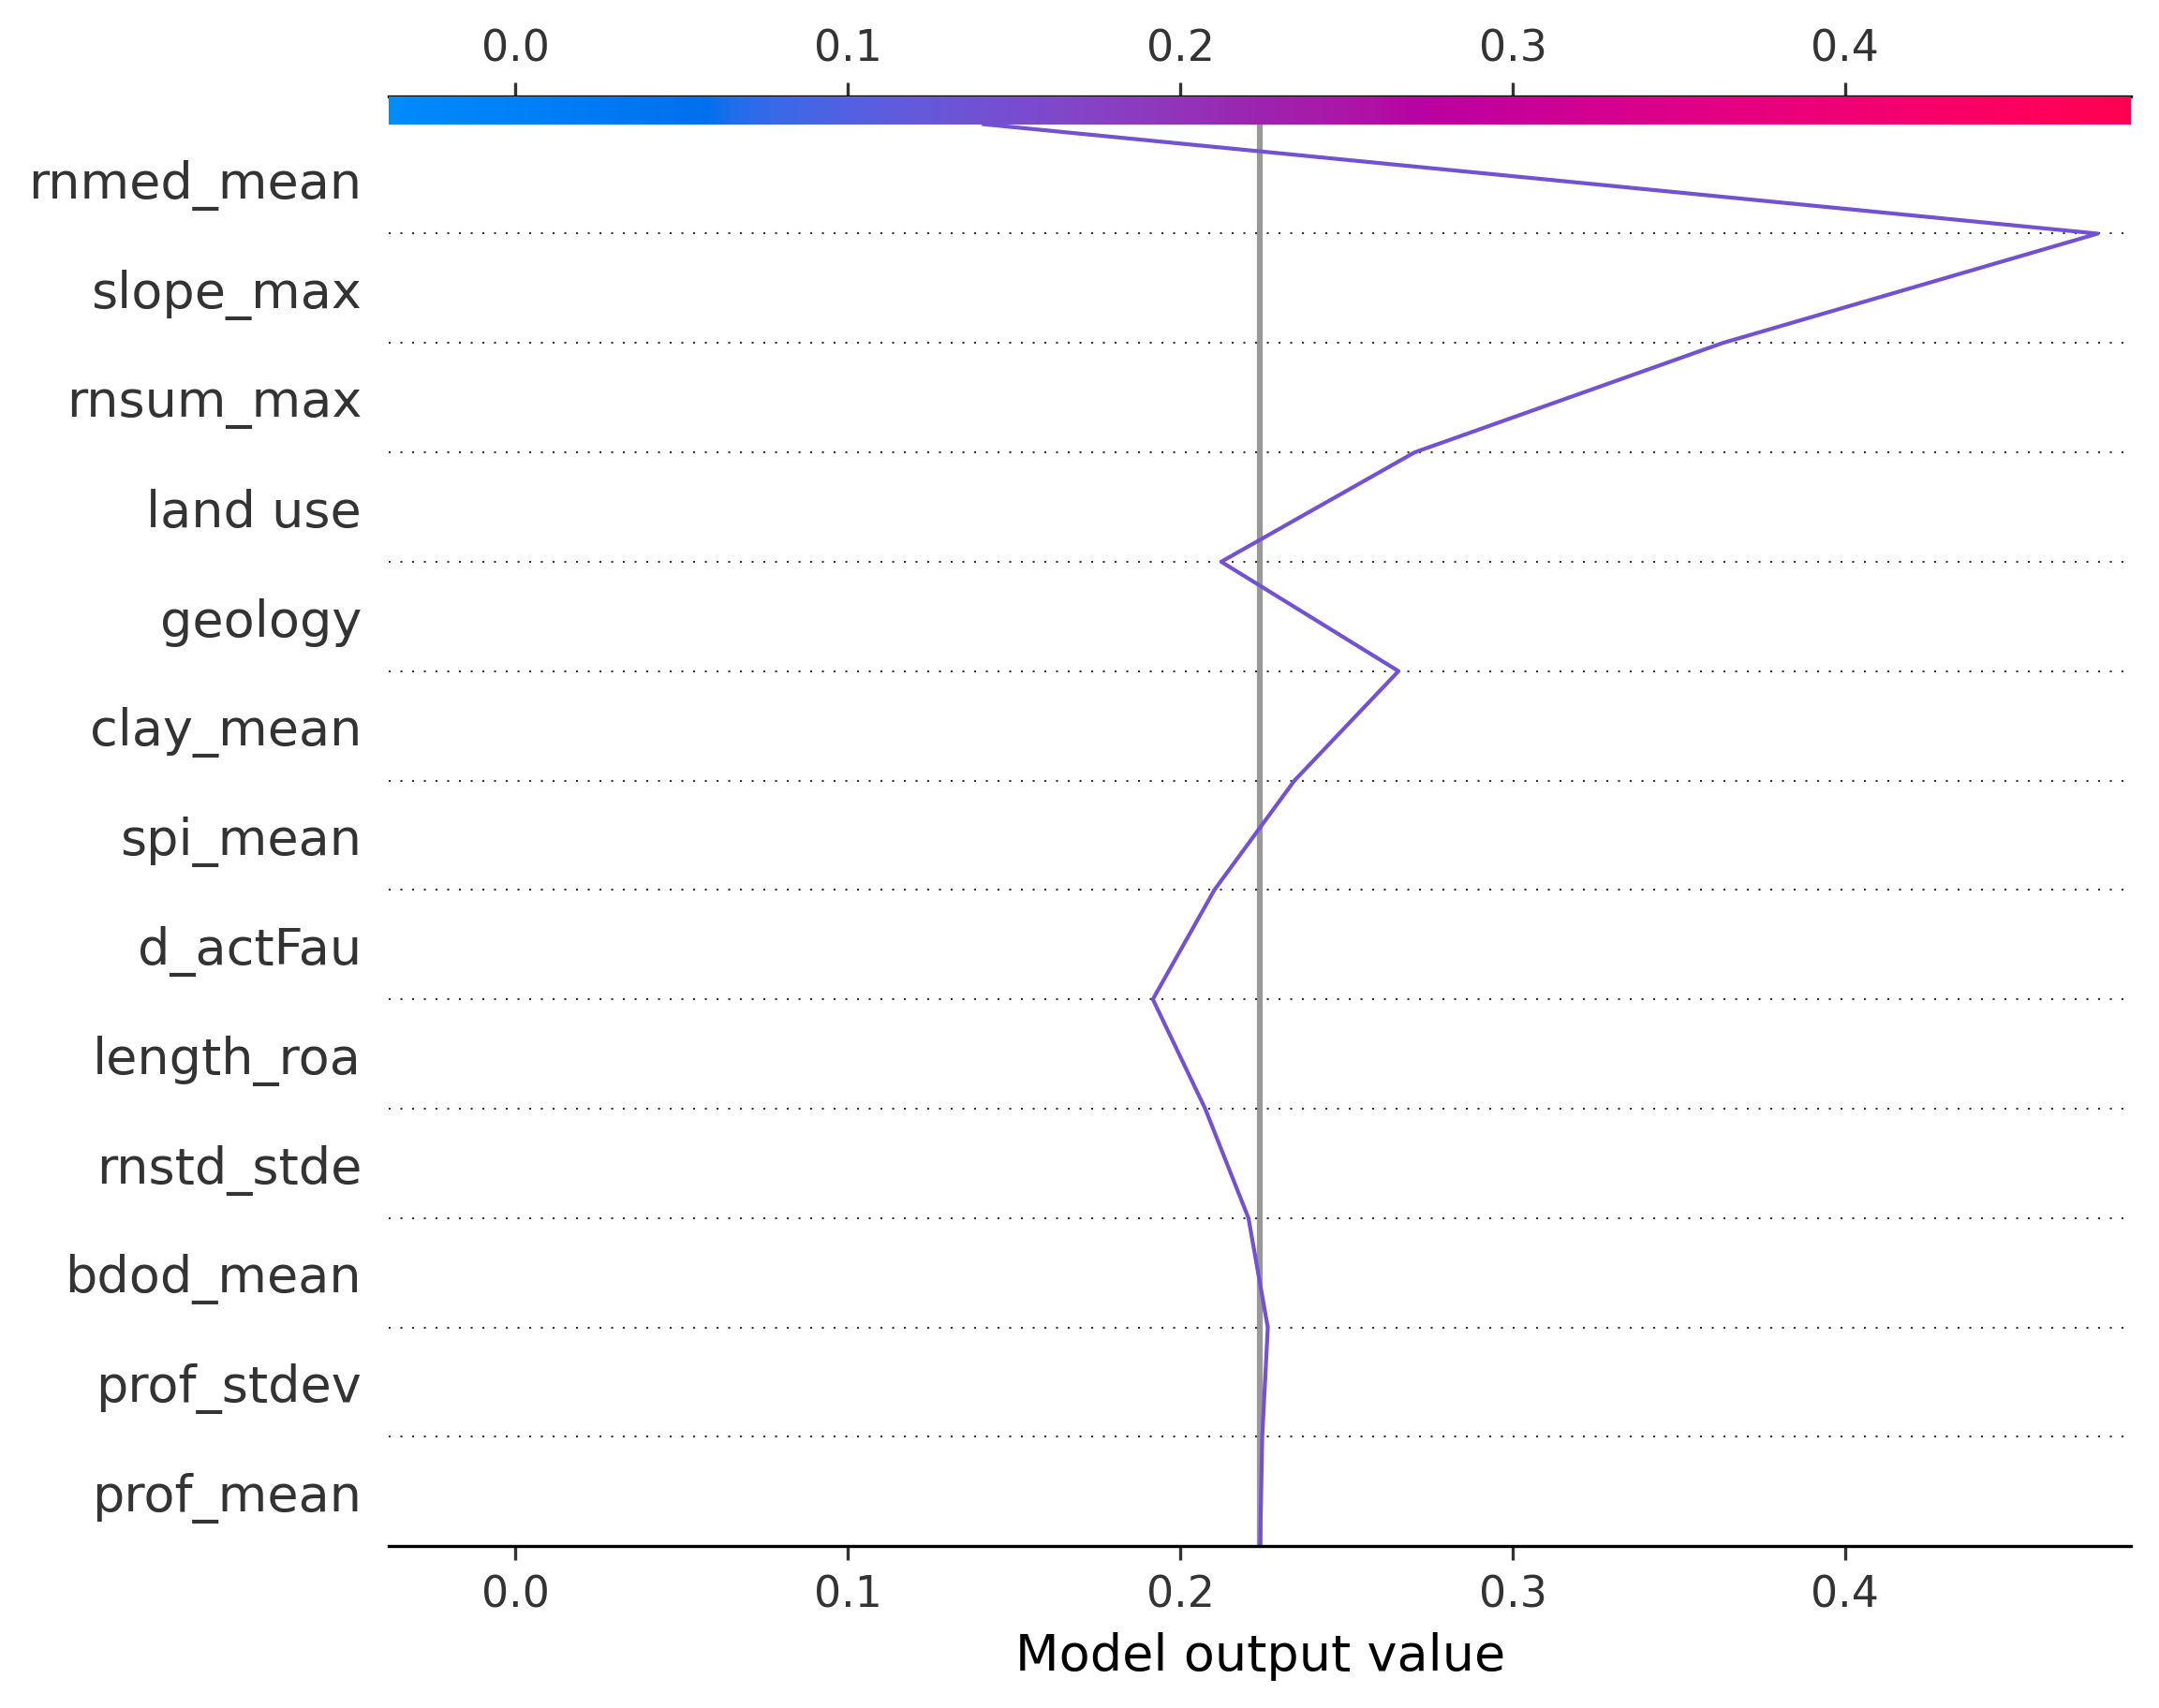 0.0 0.1 0.2 0.3 0.4
rnmed_mean
slope_max
rnsum_max
land use
geology
clay_mean
spi_mean
d_actFau
length_roa
rnstd_stde
bdod_mean
prof_stdev
prof_mean
0.0 0.1 0.2 0.3 0.4
Model output value